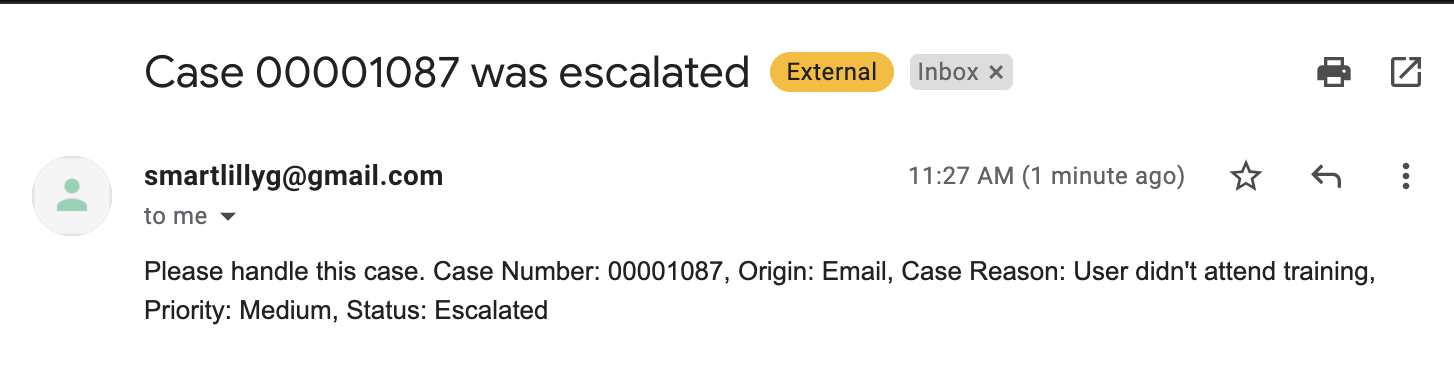 Case 00001087 was escalated External Inbox ×
smartlillyg@gmail.com 11:27 AM (1 minute ago)
to me
Please handle this case. Case Number: 00001087, Origin: Email, Case Reason: User didn't attend training,
Priority: Medium, Status: Escalated